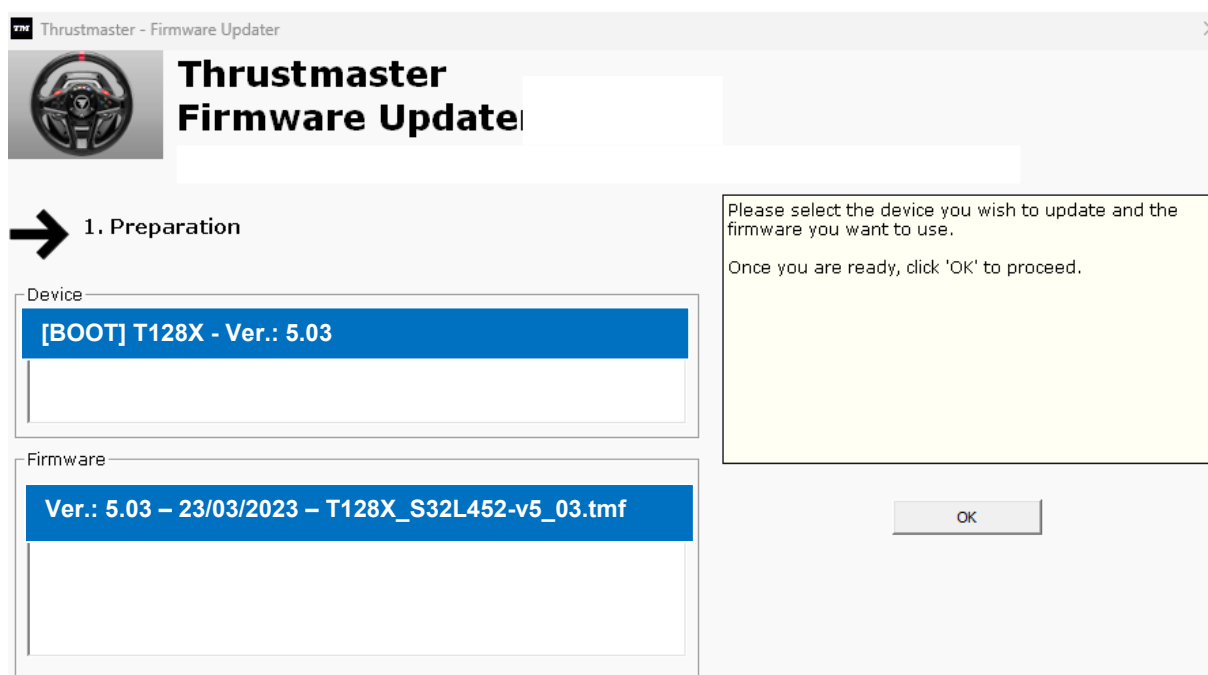 Thrustmaster - Firmware Updater
Thrustmaster
Firmware Updater
1. Preparation
Please select the device you wish to update and the
firmware you want to use.
Once you are ready, click 'OK' to proceed.
Device
[BOOT] T128X - Ver.: 5.03
Firmware
Ver.: 5.03 – 23/03/2023 – T128X_S32L452-v5_03.tmf
OK